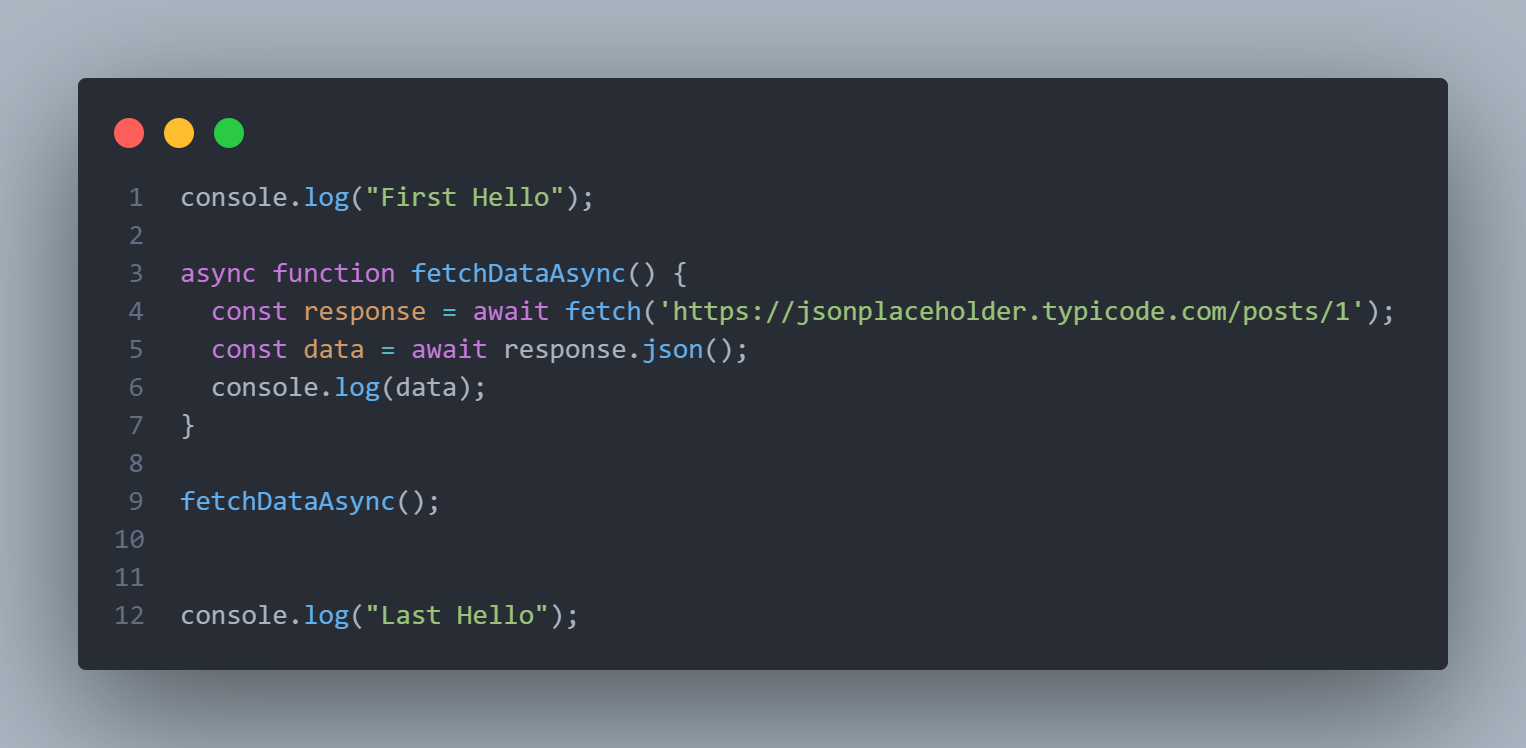 1 console.log("First Hello");
2
3 async function fetchDataAsync() {
4   const response = await fetch('https://jsonplaceholder.typicode.com/posts/1');
5   const data = await response.json();
6   console.log(data);
7 }
8
9 fetchDataAsync();
10
11
12 console.log("Last Hello");